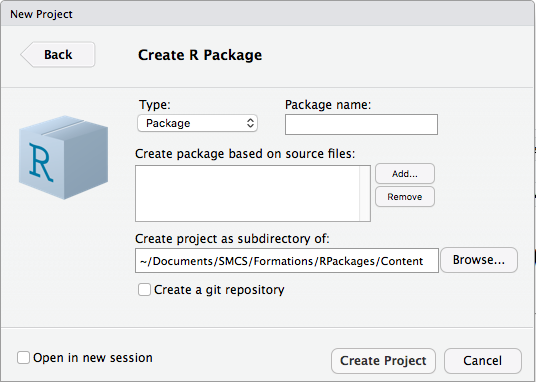 New Project
Back
Create R Package
Type:
Package name:
Package
R
Create package based on source files:
Add...
Remove
Create project as subdirectory of:
~/Documents/SMCS/Formations/RPackages/Content
Browse...
Create a git repository
Open in new session
Create Project
Cancel